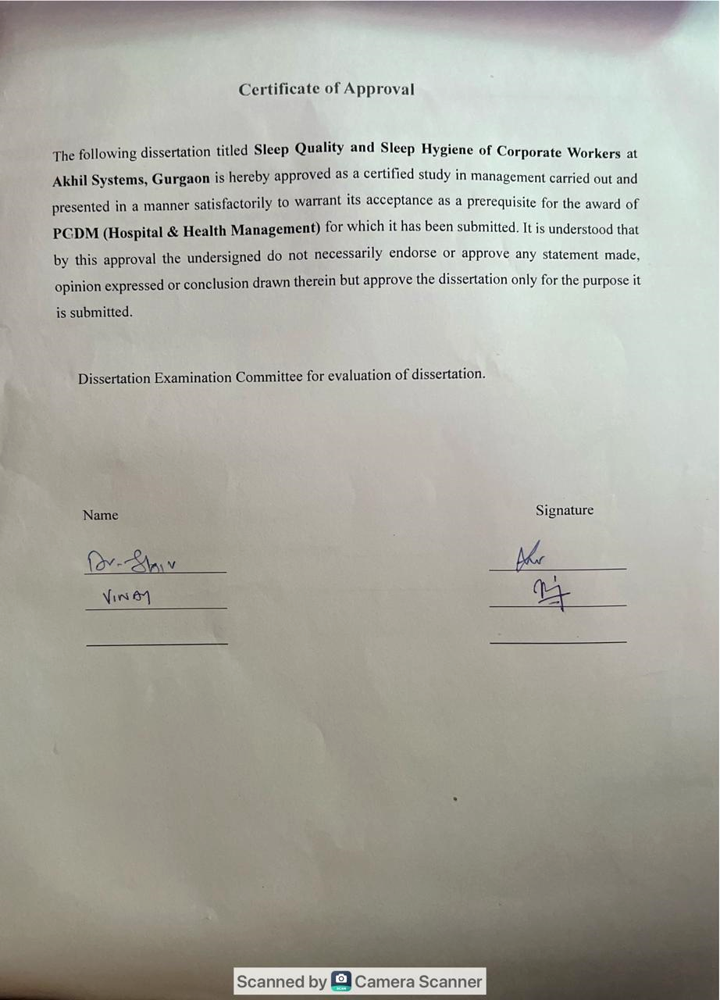 Certificate of Approval
The following dissertation titled Sleep Quality and Sleep Hygiene of Corporate Workers at
Akhil Systems, Gurgaon is hereby approved as a certified study in management carried out and
presented in a manner satisfactorily to warrant its acceptance as a prerequisite for the award of
PGDM (Hospital & Health Management) for which it has been submitted. It is understood that
by this approval the undersigned do not necessarily endorse or approve any statement made,
opinion expressed or conclusion drawn therein but approve the dissertation only for the purpose it
is submitted.
Dissertation Examination Committee for evaluation of dissertation.
Name Signature
Dr.
VINAY
Scanned by Camera Scanner